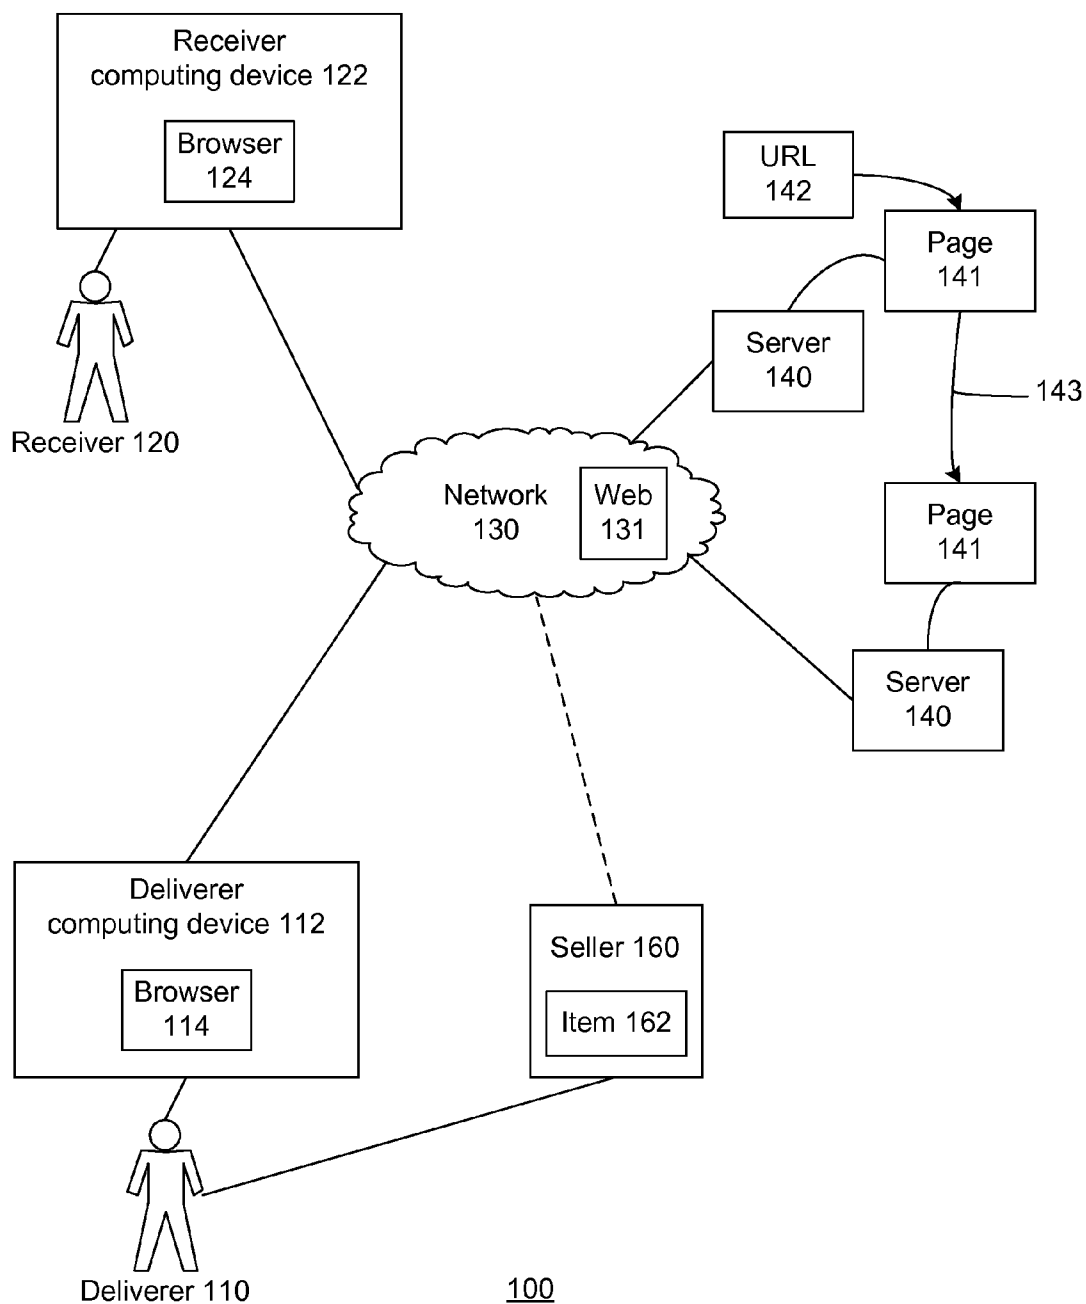 Receiver
computing device 122
Browser
124
Receiver 120
URL
142
Page
141
Server
140
143
Network
130
Web
131
Page
141
Server
140
Deliverer
computing device 112
Browser
114
Seller 160
Item 162
Deliverer 110
100